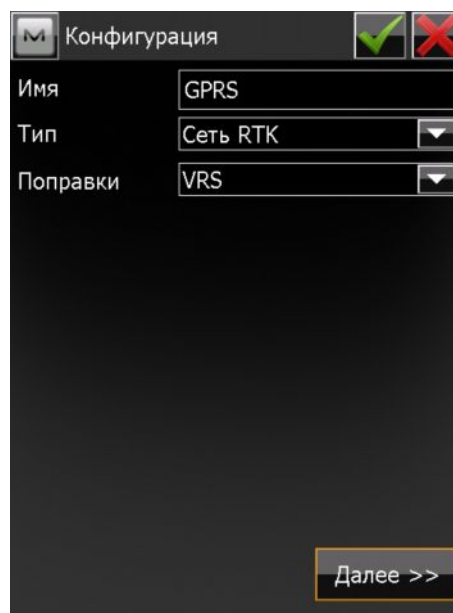 Конфигурация
Имя GPRS
Тип Сеть RTK
Поправки VRS
Далее >>